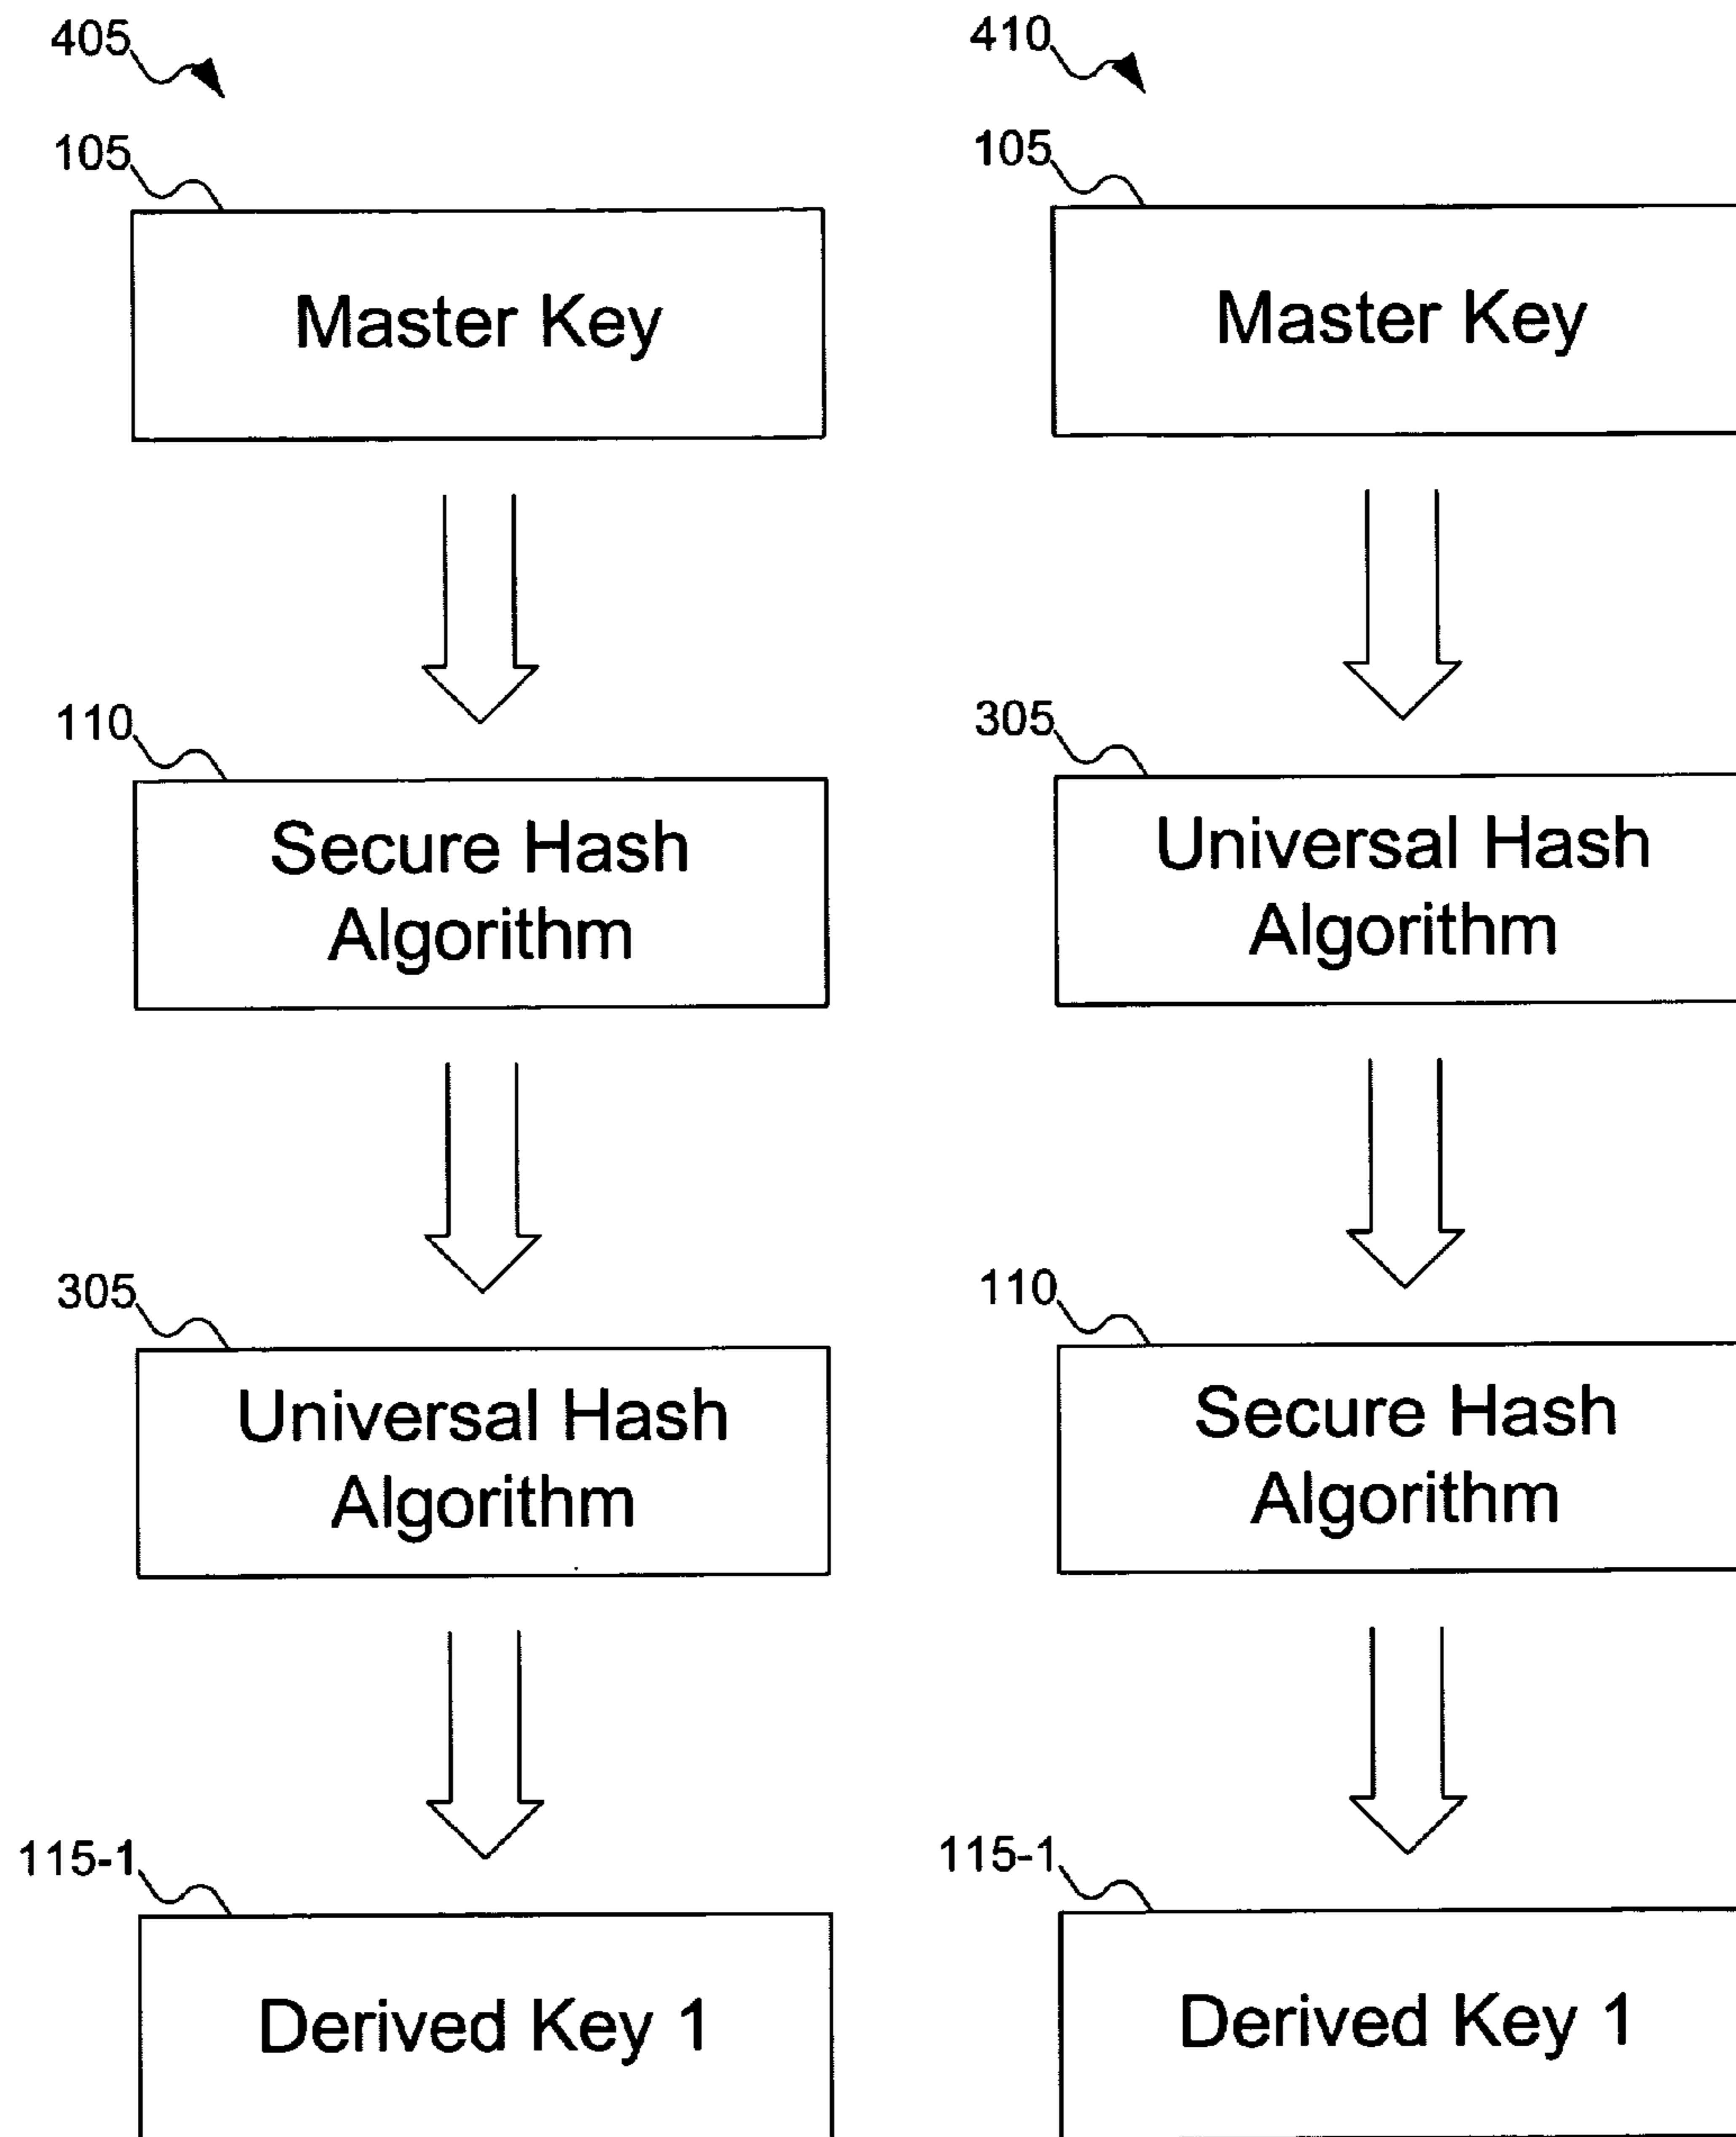 405
105
Master Key
110
Secure Hash
Algorithm
305
Universal Hash
Algorithm
115-1
Derived Key 1
410
105
Master Key
305
Universal Hash
Algorithm
110
Secure Hash
Algorithm
115-1
Derived Key 1